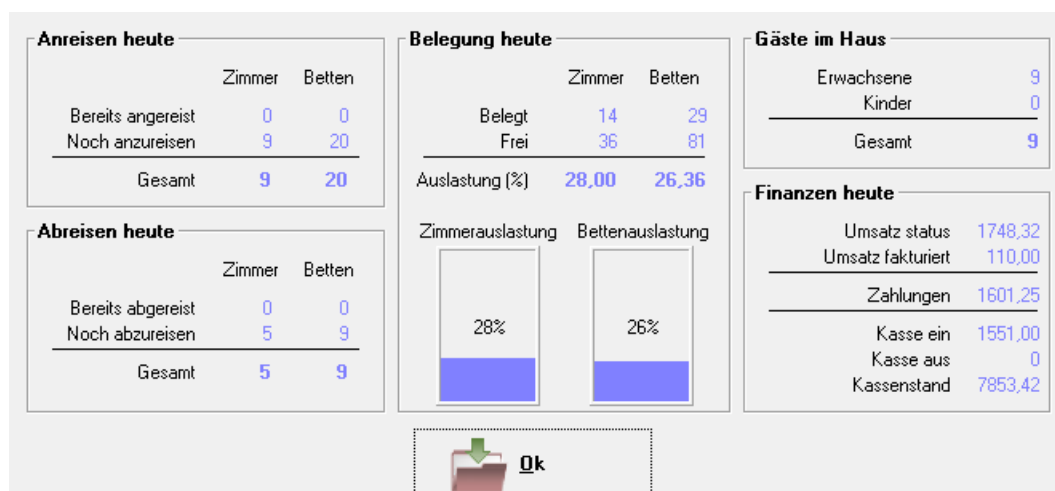 Anreisen heute
Zimmer Betten
Bereits angereist 0 0
Noch anzureisen 9 20
Gesamt 9 20
Abreisen heute
Zimmer Betten
Bereits abgereist 0 0
Noch abzureisen 5 9
Gesamt 5 9
Belegung heute
Zimmer Betten
Belegt 14 29
Frei 36 81
Auslastung (%) 28,00 26,36
Zimmerauslastung Bettenauslastung
28% 26%
Gäste im Haus
Erwachsene 9
Kinder 0
Gesamt 9
Finanzen heute
Umsatz status 1748,32
Umsatz fakturiert 110,00
Zahlungen 1601,25
Kasse ein 1551,00
Kasse aus 0
Kassenstand 7853,42
Ok